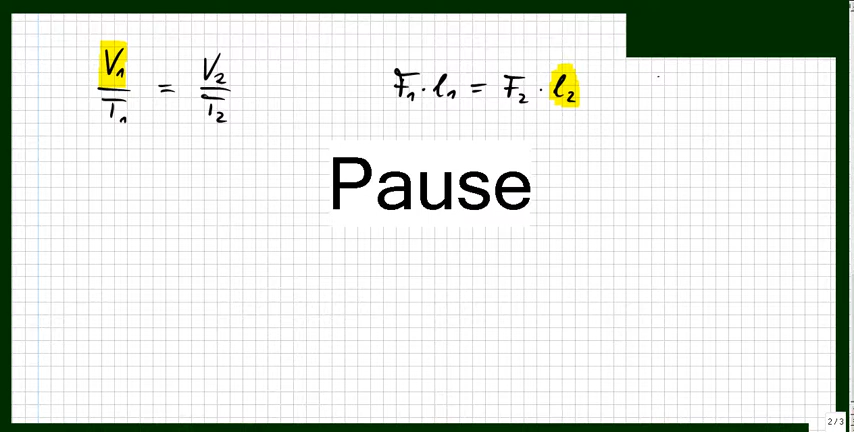 V₁/T₁ = V₂/T₂
F₁ · l₁ = F₂ · l₂
Pause
2/3